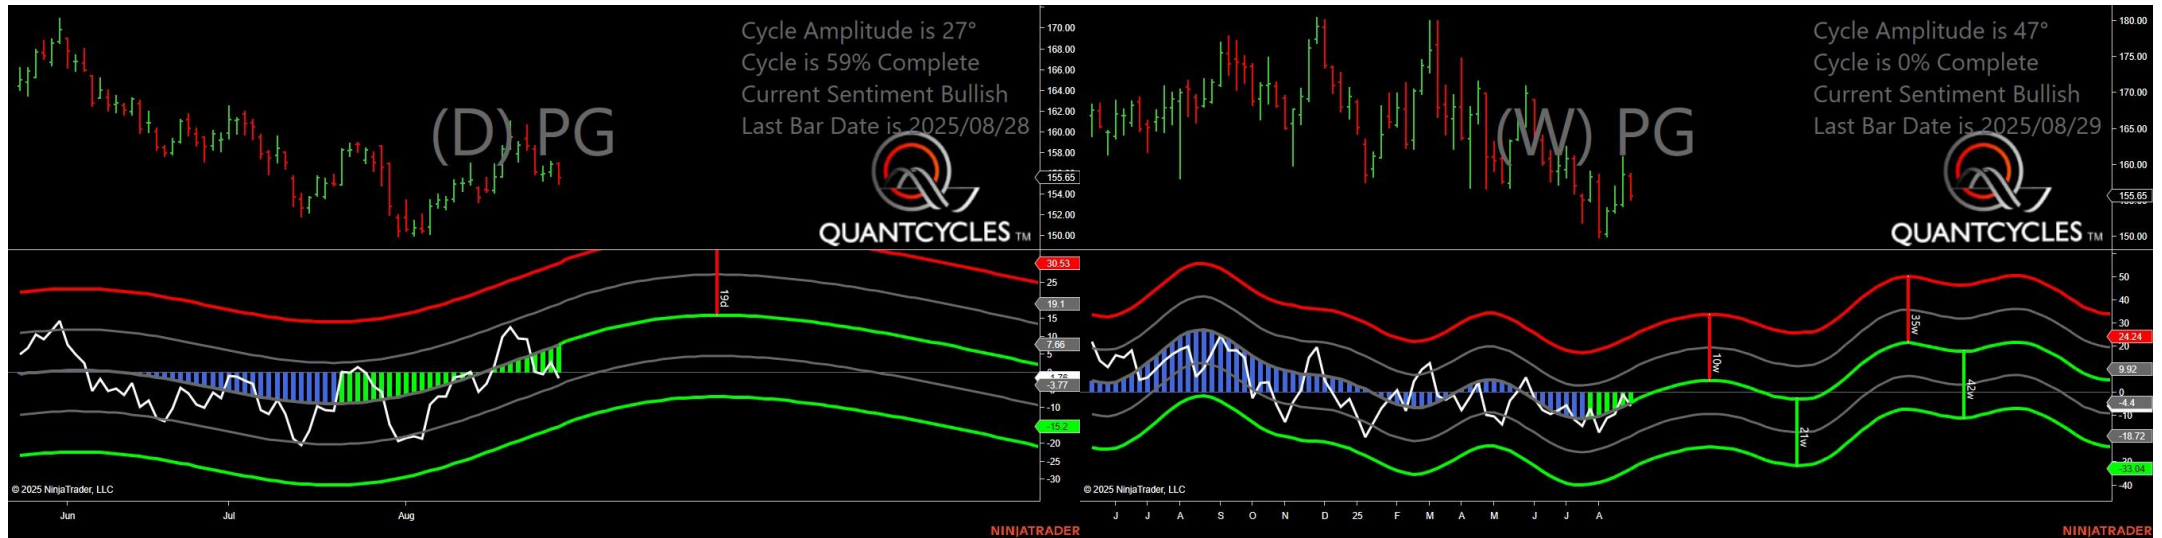 Cycle Amplitude is 27°
Cycle is 59% Complete
Current Sentiment Bullish
Last Bar Date is 2025/08/28
(D) PG
QUANTCYCLES TM
170.00
168.00
166.00
164.00
162.00
160.00
158.00
155.65
154.00
152.00
150.00
30.53
25
19.1
15
10
7.66
5
-3.77
-10
-15.2
-20
-25
-30
19d
© 2025 NinjaTrader, LLC
Jun
Jul
Aug
NINJATRADER
Cycle Amplitude is 47°
Cycle is 0% Complete
Current Sentiment Bullish
Last Bar Date is 2025/08/29
(W) PG
QUANTCYCLES TM
180.00
175.00
170.00
165.00
160.00
155.65
150.00
50
40
30
24.24
20
9.92
0
-4.4
-10
-18.72
-33.04
-40
10w
21w
35w
42w
© 2025 NinjaTrader, LLC
J J A S O N D 25 F M A M J J A
NINJATRADER